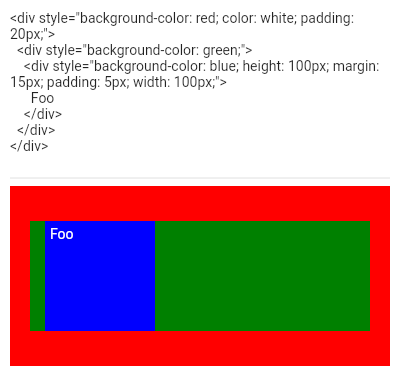 <div style="background-color: red; color: white; padding:
20px;">
<div style="background-color: green;">
<div style="background-color: blue; height: 100px; margin:
15px; padding: 5px; width: 100px;">
Foo
</div>
</div>
</div>
Foo